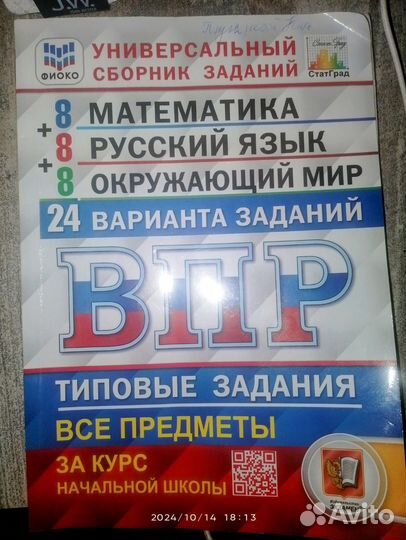 J.W.
ФИОКО
УНИВЕРСАЛЬНЫЙ
СБОРНИК ЗАДАНИЙ
СтатГрад
8 МАТЕМАТИКА
+
8 РУССКИЙ ЯЗЫК
+
8 ОКРУЖАЮЩИЙ МИР
24 ВАРИАНТА ЗАДАНИЙ
ВПР
ТИПОВЫЕ ЗАДАНИЯ
ВСЕ ПРЕДМЕТЫ
ЗА КУРС
НАЧАЛЬНОЙ ШКОЛЫ
2024/10/14 18:13
Avito